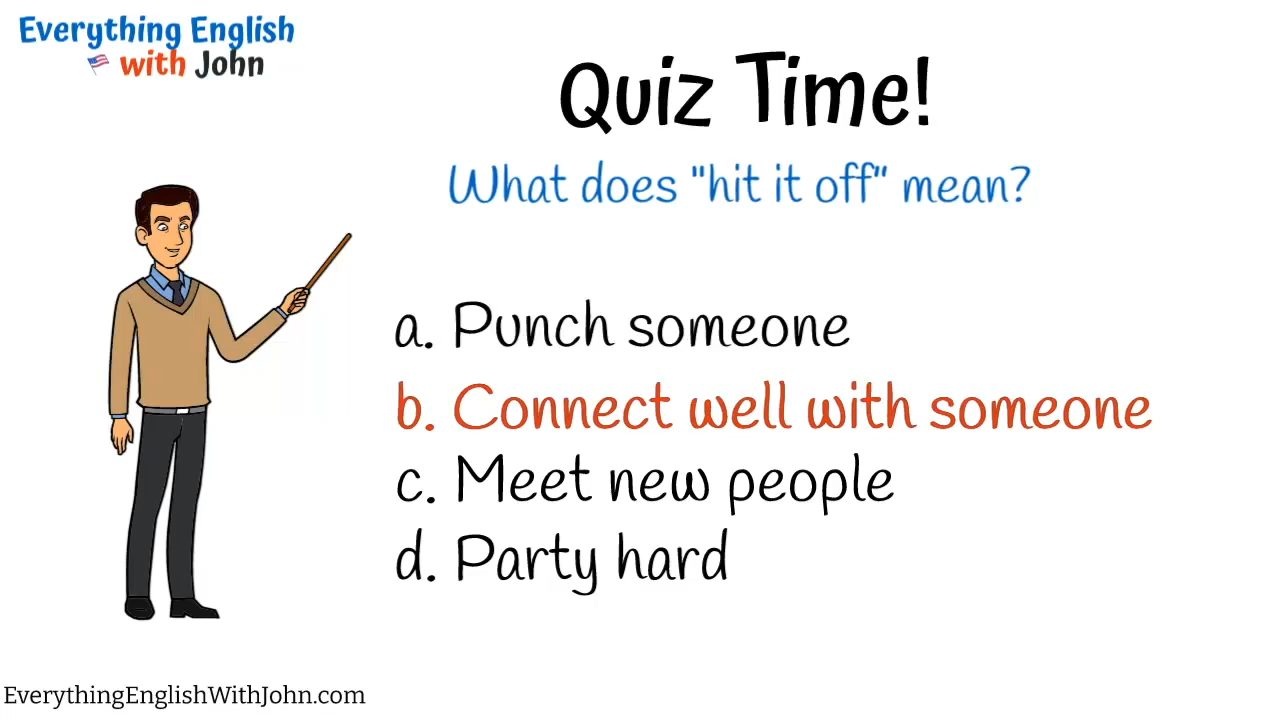 Everything English
with John
Quiz Time!
What does "hit it off" mean?
a. Punch someone
b. Connect well with someone
c. Meet new people
d. Party hard
EverythingEnglishWithJohn.com